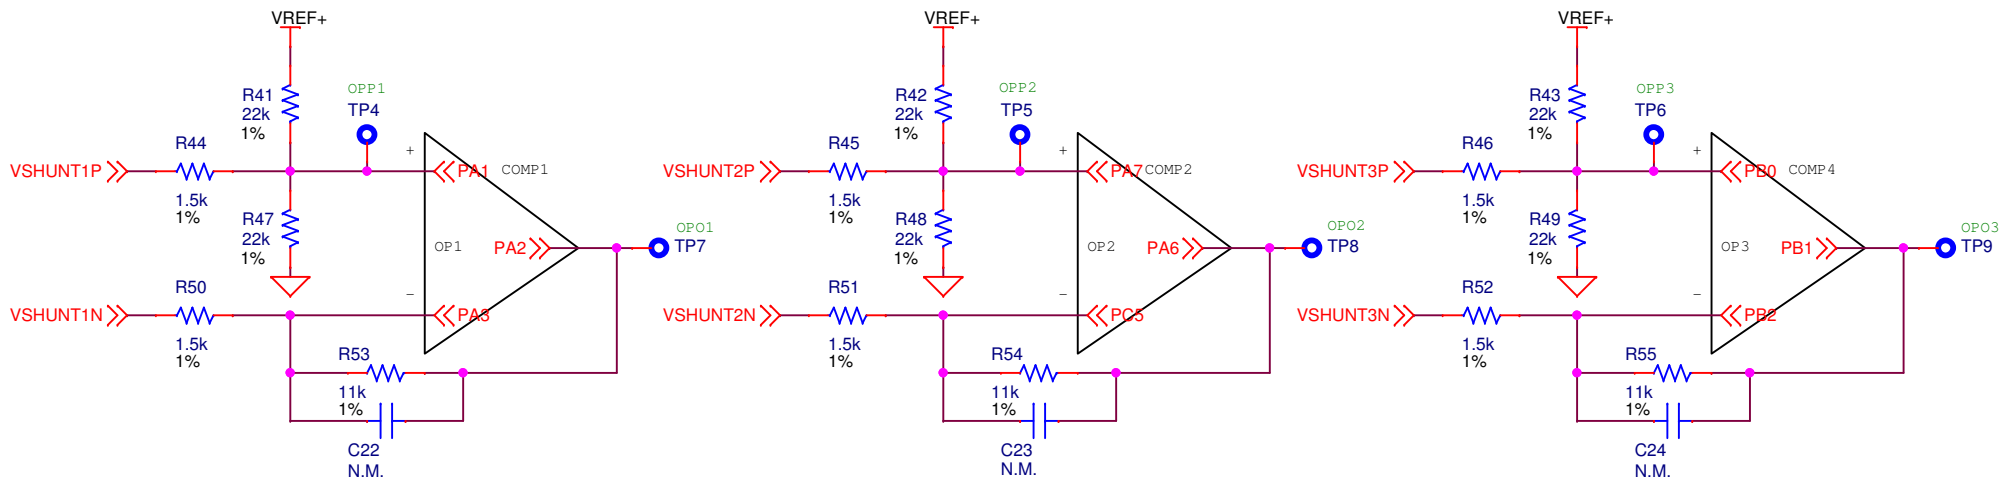 VREF+
R41
22k
1%
OPP1
TP4
R44
1.5k
1%
VSHUNT1P
+
PA1
COMP1
R47
22k
1%
OP1
PA2
OPO1
TP7
R50
1.5k
1%
VSHUNT1N
-
PA3
R53
11k
1%
C22
N.M.
VREF+
R42
22k
1%
OPP2
TP5
R45
1.5k
1%
VSHUNT2P
+
PA7
COMP2
R48
22k
1%
OP2
PA6
OPO2
TP8
R51
1.5k
1%
VSHUNT2N
-
PC5
R54
11k
1%
C23
N.M.
VREF+
R43
22k
1%
OPP3
TP6
R46
1.5k
1%
VSHUNT3P
+
PB0
COMP4
R49
22k
1%
OP3
PB1
OPO3
TP9
R52
1.5k
1%
VSHUNT3N
-
PB2
R55
11k
1%
C24
N.M.